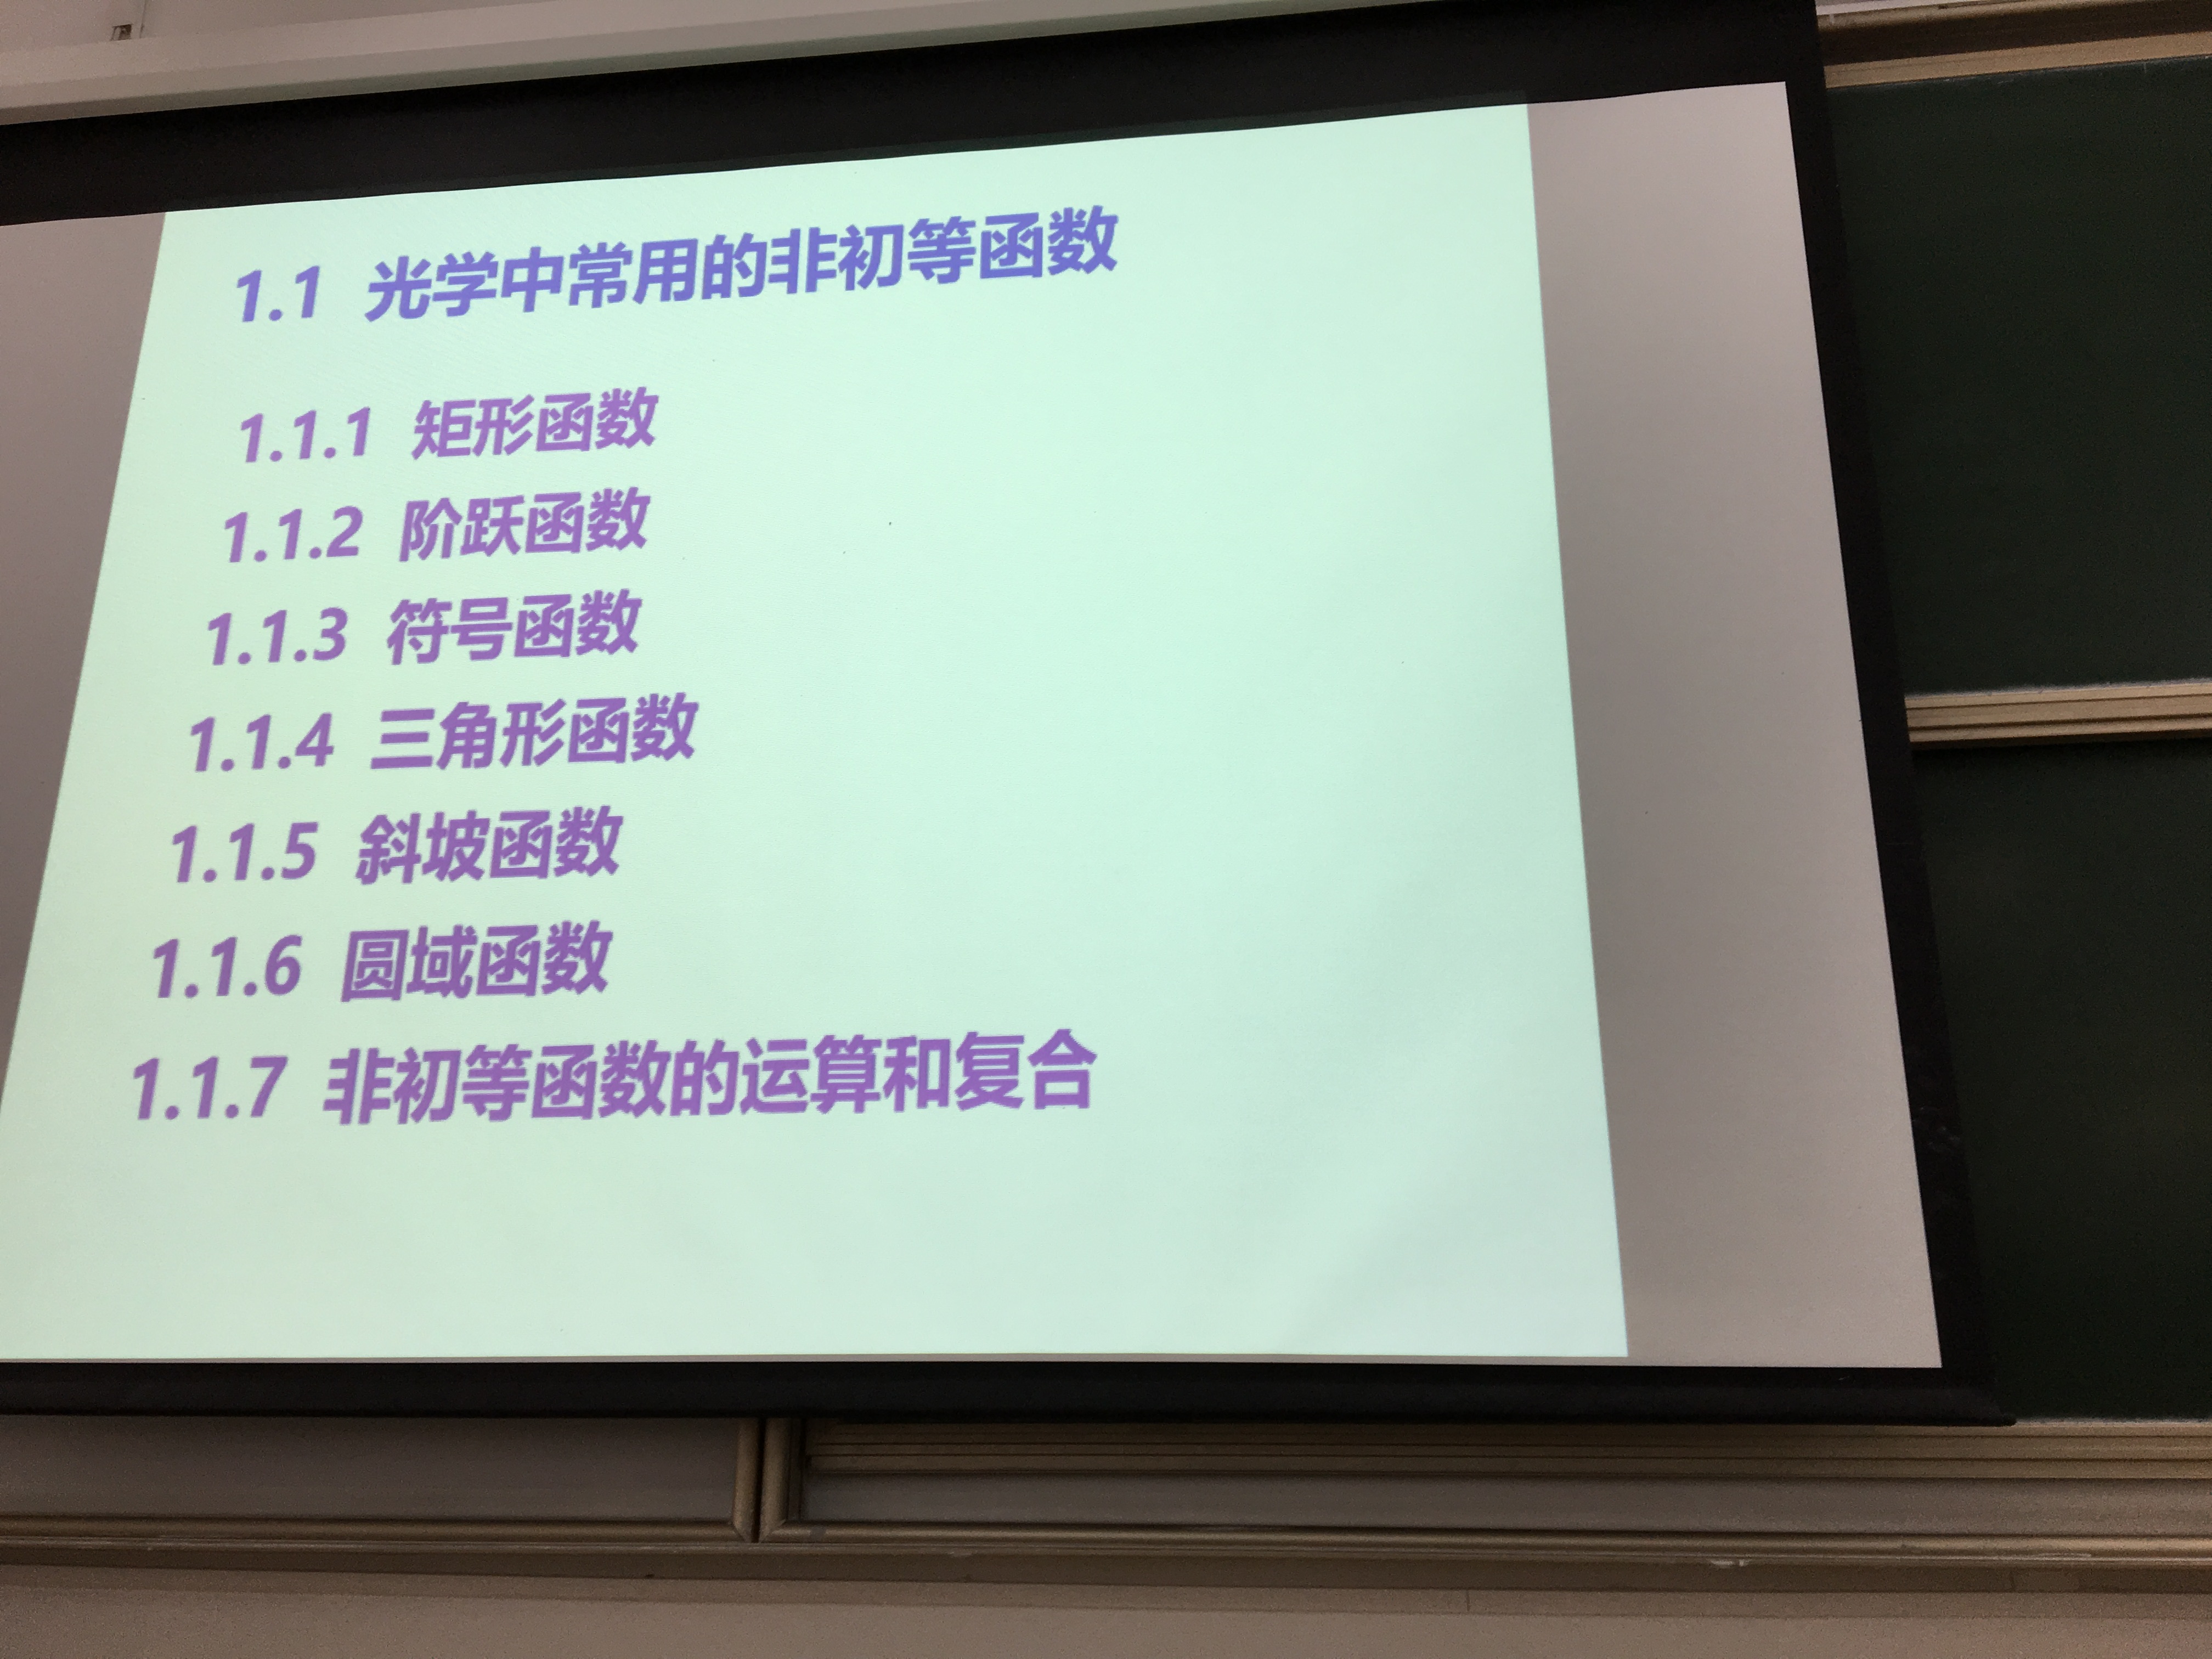 1.1 光学中常用的非初等函数
1.1.1 矩形函数
1.1.2 阶跃函数
1.1.3 符号函数
1.1.4 三角形函数
1.1.5 斜坡函数
1.1.6 圆域函数
1.1.7 非初等函数的运算和复合